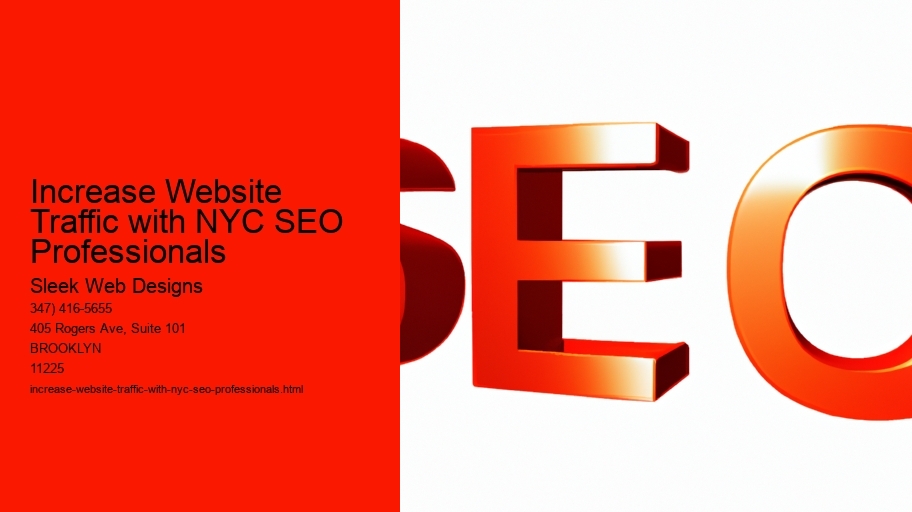 Increase Website
Traffic with NYC SEO
Professionals
Sleek Web Designs
347) 416-5655
405 Rogers Ave, Suite 101
BROOKLYN
11225
increase-website-traffic-with-nyc-seo-professionals.html
SEO